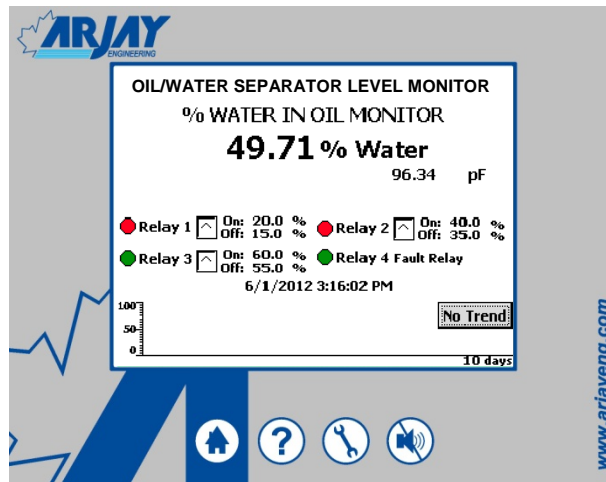 ARJAY
ENGINEERING
OIL/WATER SEPARATOR LEVEL MONITOR
% WATER IN OIL MONITOR
49.71 % Water
96.34 pF
Relay 1 On: 20.0 % Off: 15.0 %
Relay 2 On: 40.0 % Off: 35.0 %
Relay 3 On: 60.0 % Off: 55.0 %
Relay 4 Fault Relay
6/1/2012 3:16:02 PM
100
50
0
No Trend
10 days
?
www.arjayeng.com